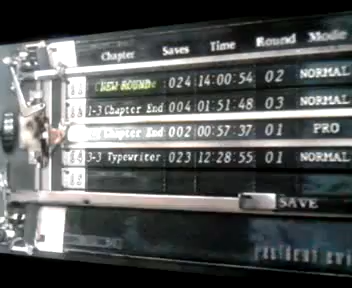 Chapter Saves Time Round Mode
NEW ROUND 024 14:00:54 02 NORMAL
1-3 Chapter End 004 01:51:48 03 NORMAL
Chapter End 002 00:57:37 01 PRO
3-3 Typewriter 023 12:28:55 01 NORMAL
SAVE